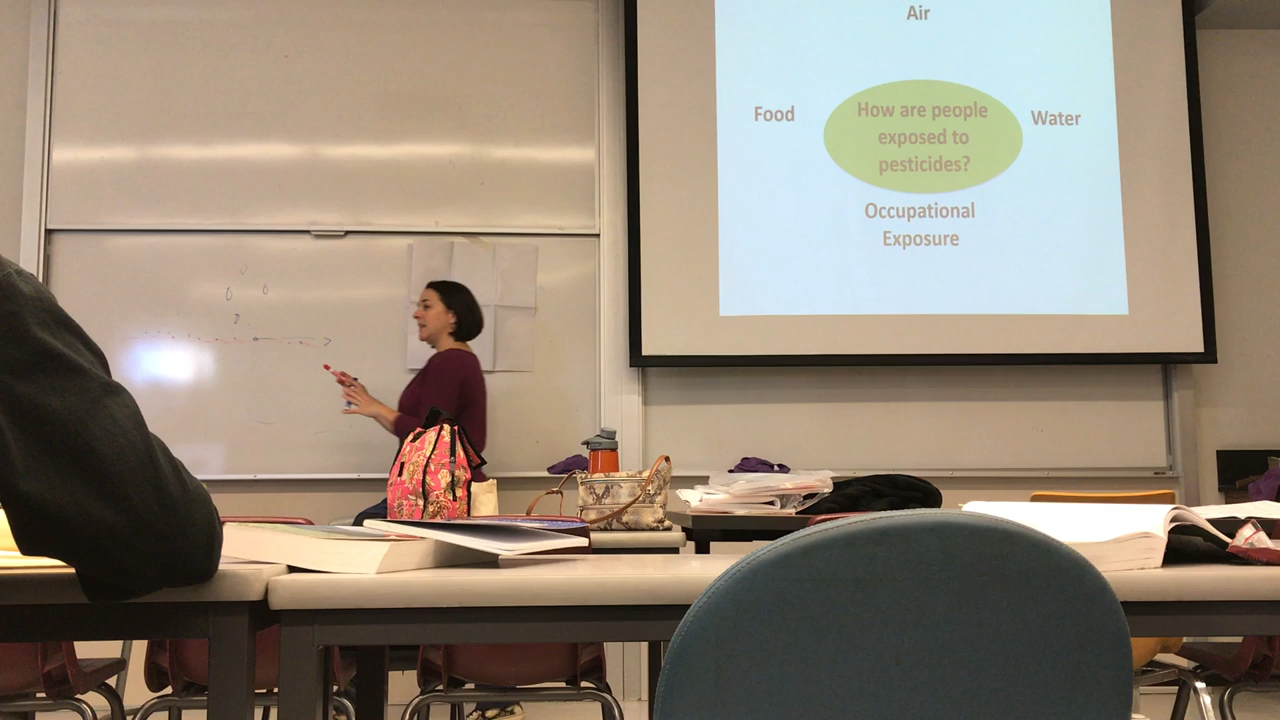 Air
Food
How are people
exposed to
pesticides?
Water
Occupational
Exposure